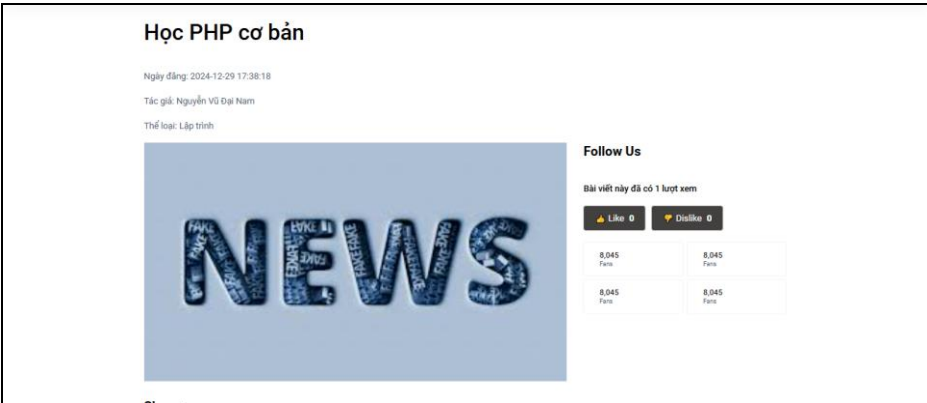 Học PHP cơ bản
Ngày đăng: 2024-12-29 17:38:18
Tác giả: Nguyễn Vũ Đại Nam
Thể loại: Lập trình
NEWS
FAKE
Follow Us
Bài viết này đã có 1 lượt xem
👍 Like 0 👎 Dislike 0
8,045 8,045
Fans Fans
8,045 8,045
Fans Fans